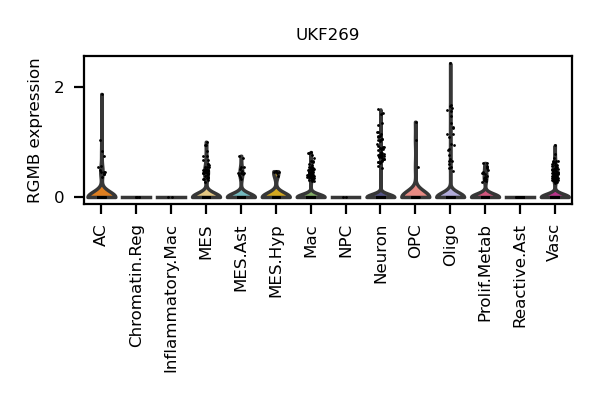 UKF269
RGMB expression
2
0
AC
Chromatin.Reg
Inflammatory.Mac
MES
MES.Ast
MES.Hyp
Mac
NPC
Neuron
OPC
Oligo
Prolif.Metab
Reactive.Ast
Vasc